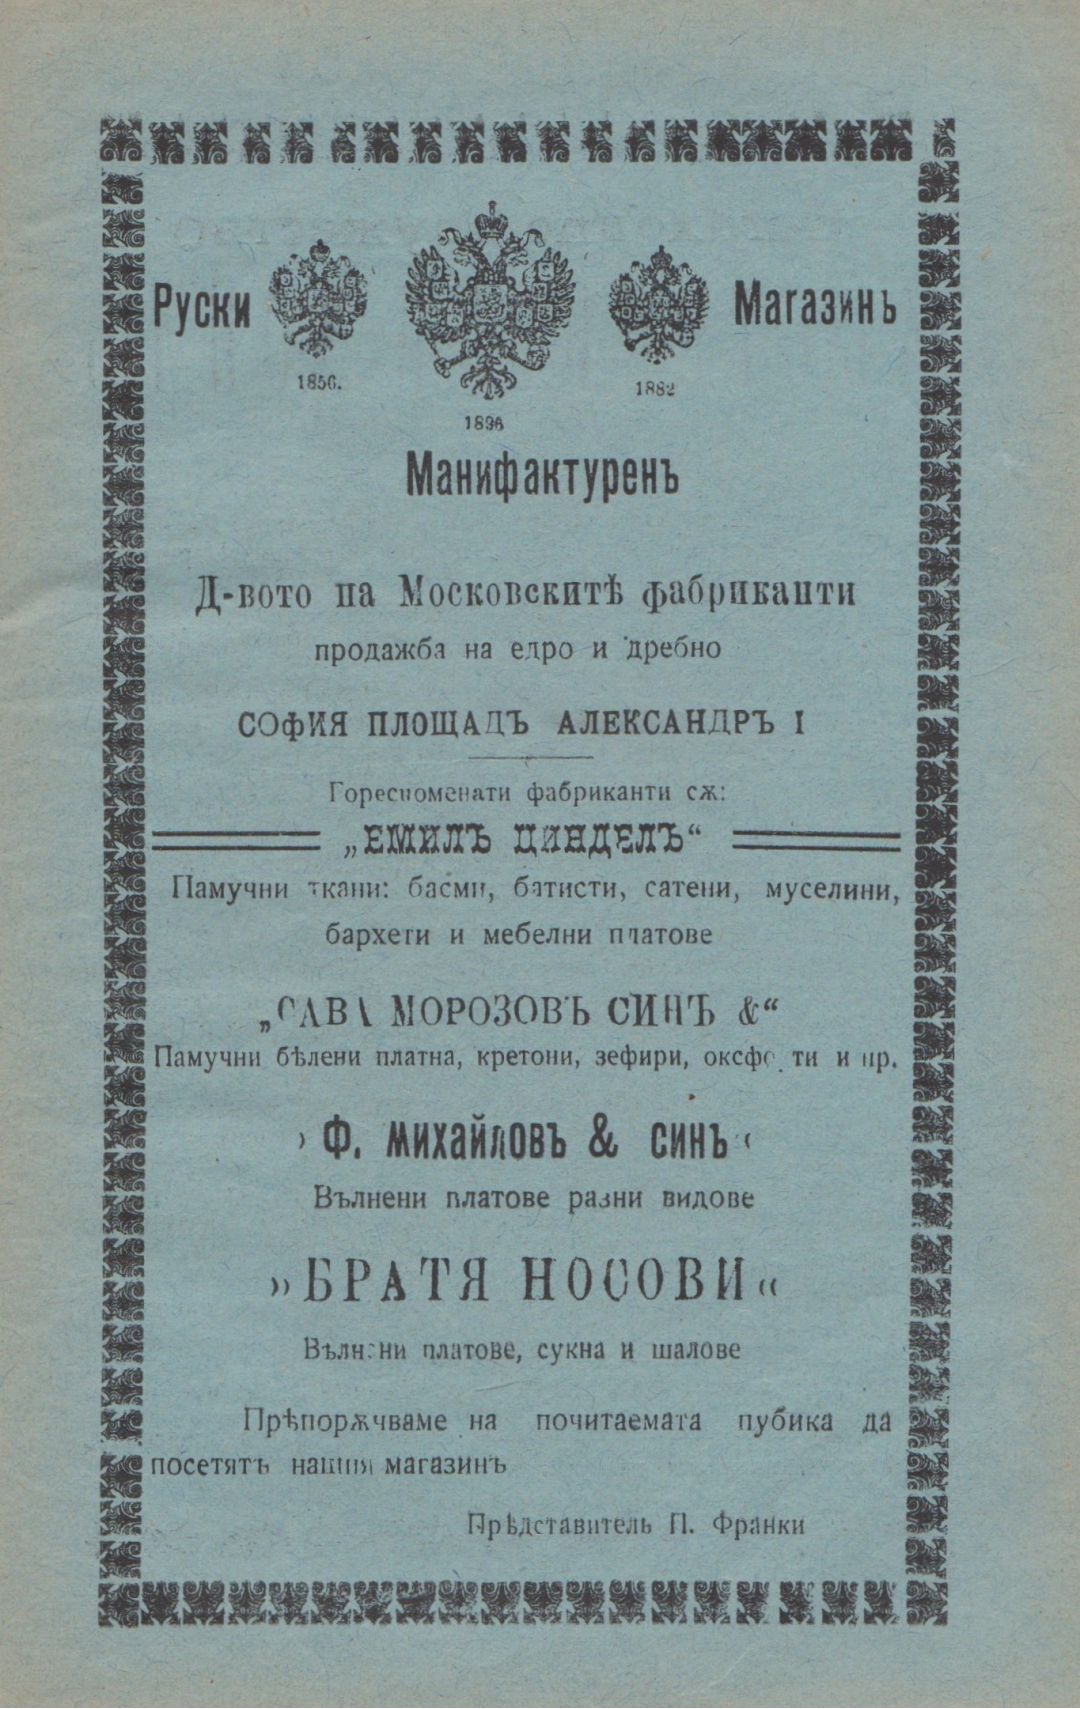 Руски Магазинъ
1856.
1882
1896
Манифактуренъ
Д-вото на Московскитѣ фабриканти
продажба на едро и дребно
СОФИЯ ПЛОЩАДЪ АЛЕКСАНДРЪ I
Гореспоменати фабриканти сѫ:
„ЕМИЛЪ ЦИНДЕЛЪ“
Памучни ткани: басми, батисти, сатени, муселини,
бархети и мебелни платове
„САВА МОРОЗОВЪ СИНЪ &“
Памучни бѣлени платна, кретони, зефири, и пр.
› Ф. МИХАЙЛОВЪ & СИНЪ ‹
Вълнени платове разни видове
»БРАТЯ НОСОВИ«
Вълнени платове, сукна и шалове
Прѣпорѫчваме на почитаемата пубика да
посетятъ нашия магазинъ
Прѣдставитель П. Франки